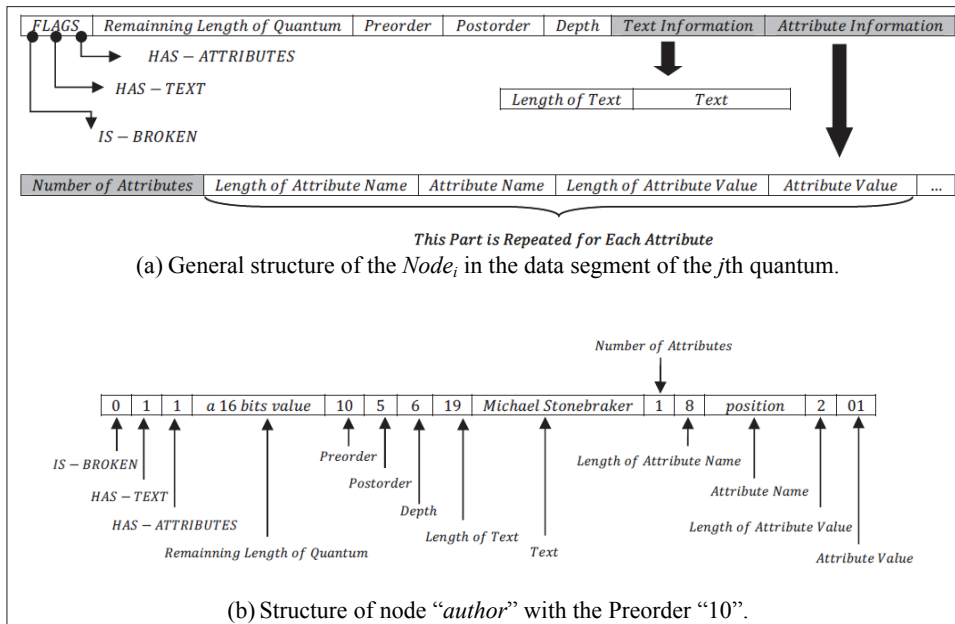 FLAGS Remainning Length of Quantum Preorder Postorder Depth Text Information Attribute Information
HAS − ATTRIBUTES
HAS − TEXT
Length of Text Text
IS − BROKEN
Number of Attributes Length of Attribute Name Attribute Name Length of Attribute Value Attribute Value ...
This Part is Repeated for Each Attribute
(a) General structure of the Nodei in the data segment of the jth quantum.
Number of Attributes
0 1 1 a 16 bits value 10 5 6 19 Michael Stonebraker 1 8 position 2 01
IS − BROKEN
Preorder
Length of Attribute Name
Postorder
HAS − TEXT
Attribute Name
Depth
HAS − ATTRIBUTES
Length of Text
Length of Attribute Value
Remainning Length of Quantum
Text
Attribute Value
(b) Structure of node “author” with the Preorder “10”.